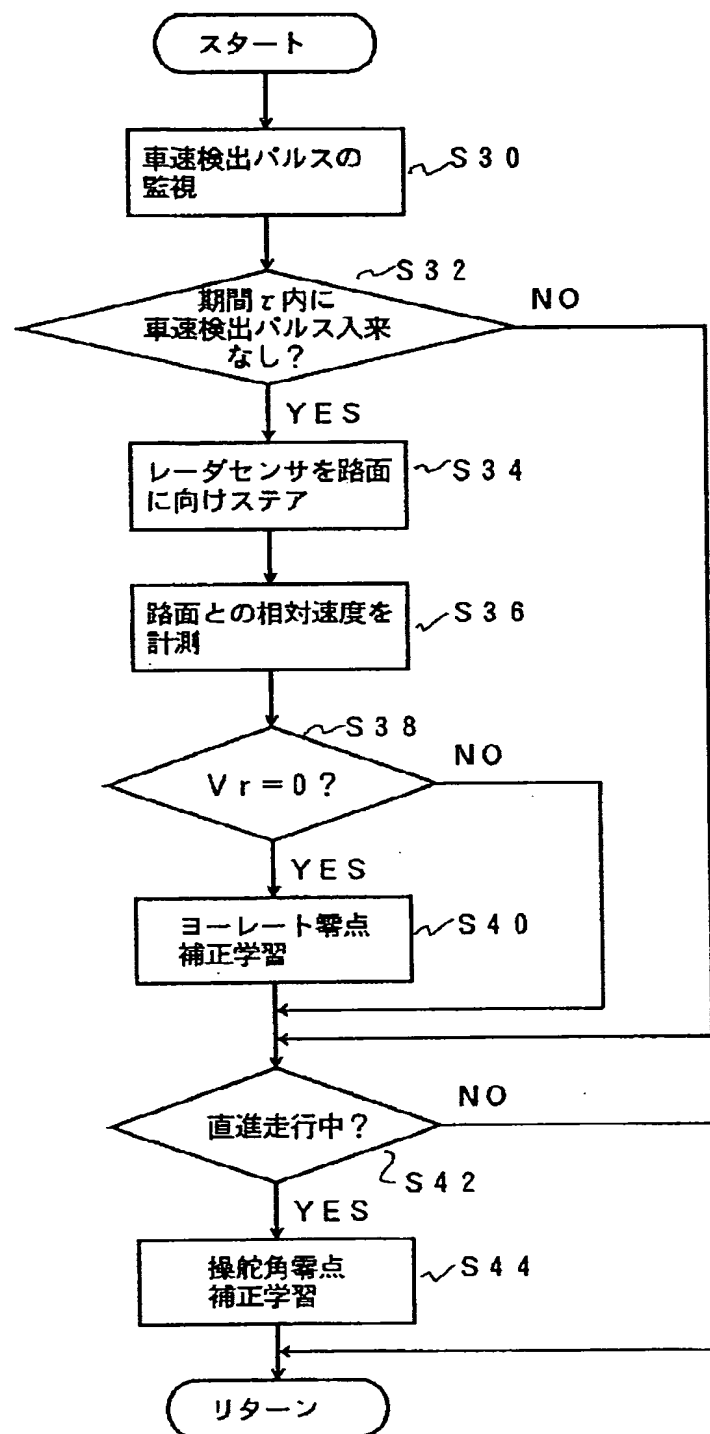 スタート
車速検出パルスの
監視
S30
S32
期間τ内に
車速検出パルス入来
なし?
NO
YES
レーダセンサを路面
に向けステア
S34
路面との相対速度を
計測
S36
S38
Vr=0?
NO
YES
ヨーレート零点
補正学習
S40
直進走行中?
NO
S42
YES
操舵角零点
補正学習
S44
リターン